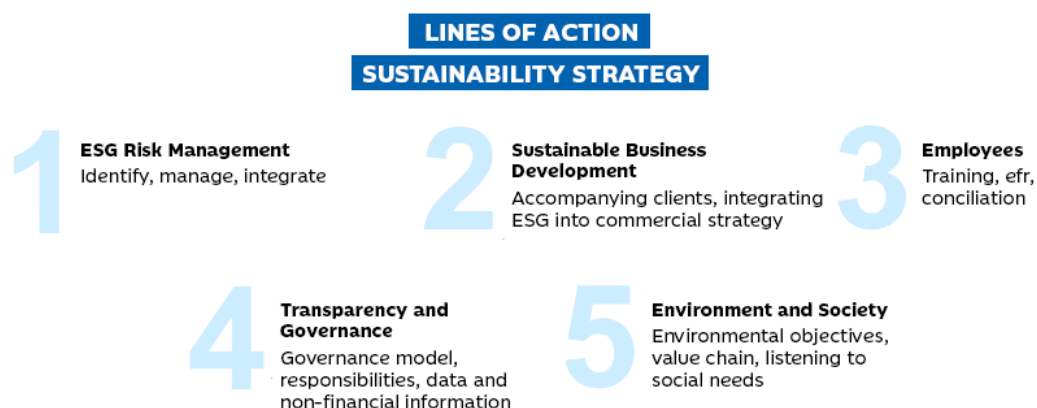 LINES OF ACTION
SUSTAINABILITY STRATEGY
1
ESG Risk Management
Identify, manage, integrate
2
Sustainable Business
Development
Accompanying clients, integrating
ESG into commercial strategy
3
Employees
Training, efr,
conciliation
4
Transparency and
Governance
Governance model,
responsibilities, data and
non-financial information
5
Environment and Society
Environmental objectives,
value chain, listening to
social needs